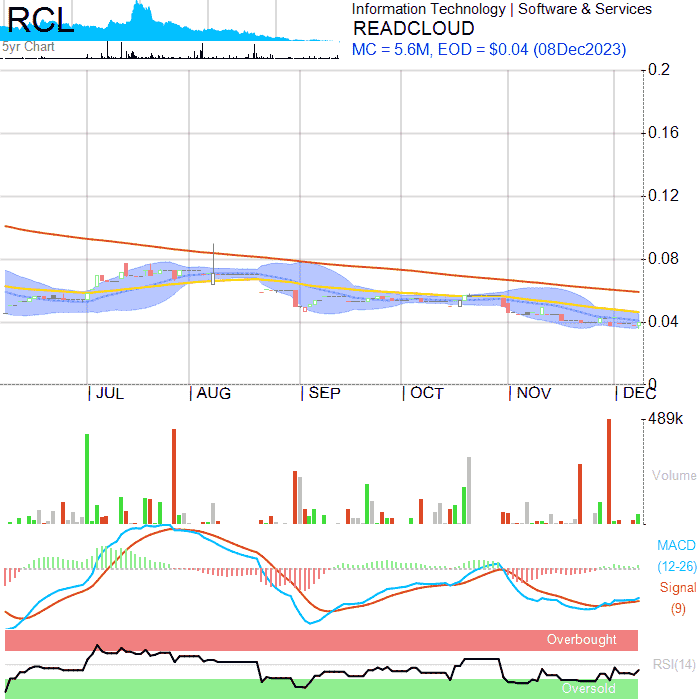 RCL
5yr Chart
Information Technology | Software & Services
READCLOUD
MC = 5.6M, EOD = $0.04 (08Dec2023)
0.2
0.16
0.12
0.08
0.04
0
JUL AUG SEP OCT NOV DEC
489k
Volume
MACD
(12-26)
Signal
(9)
Overbought
RSI(14)
Oversold